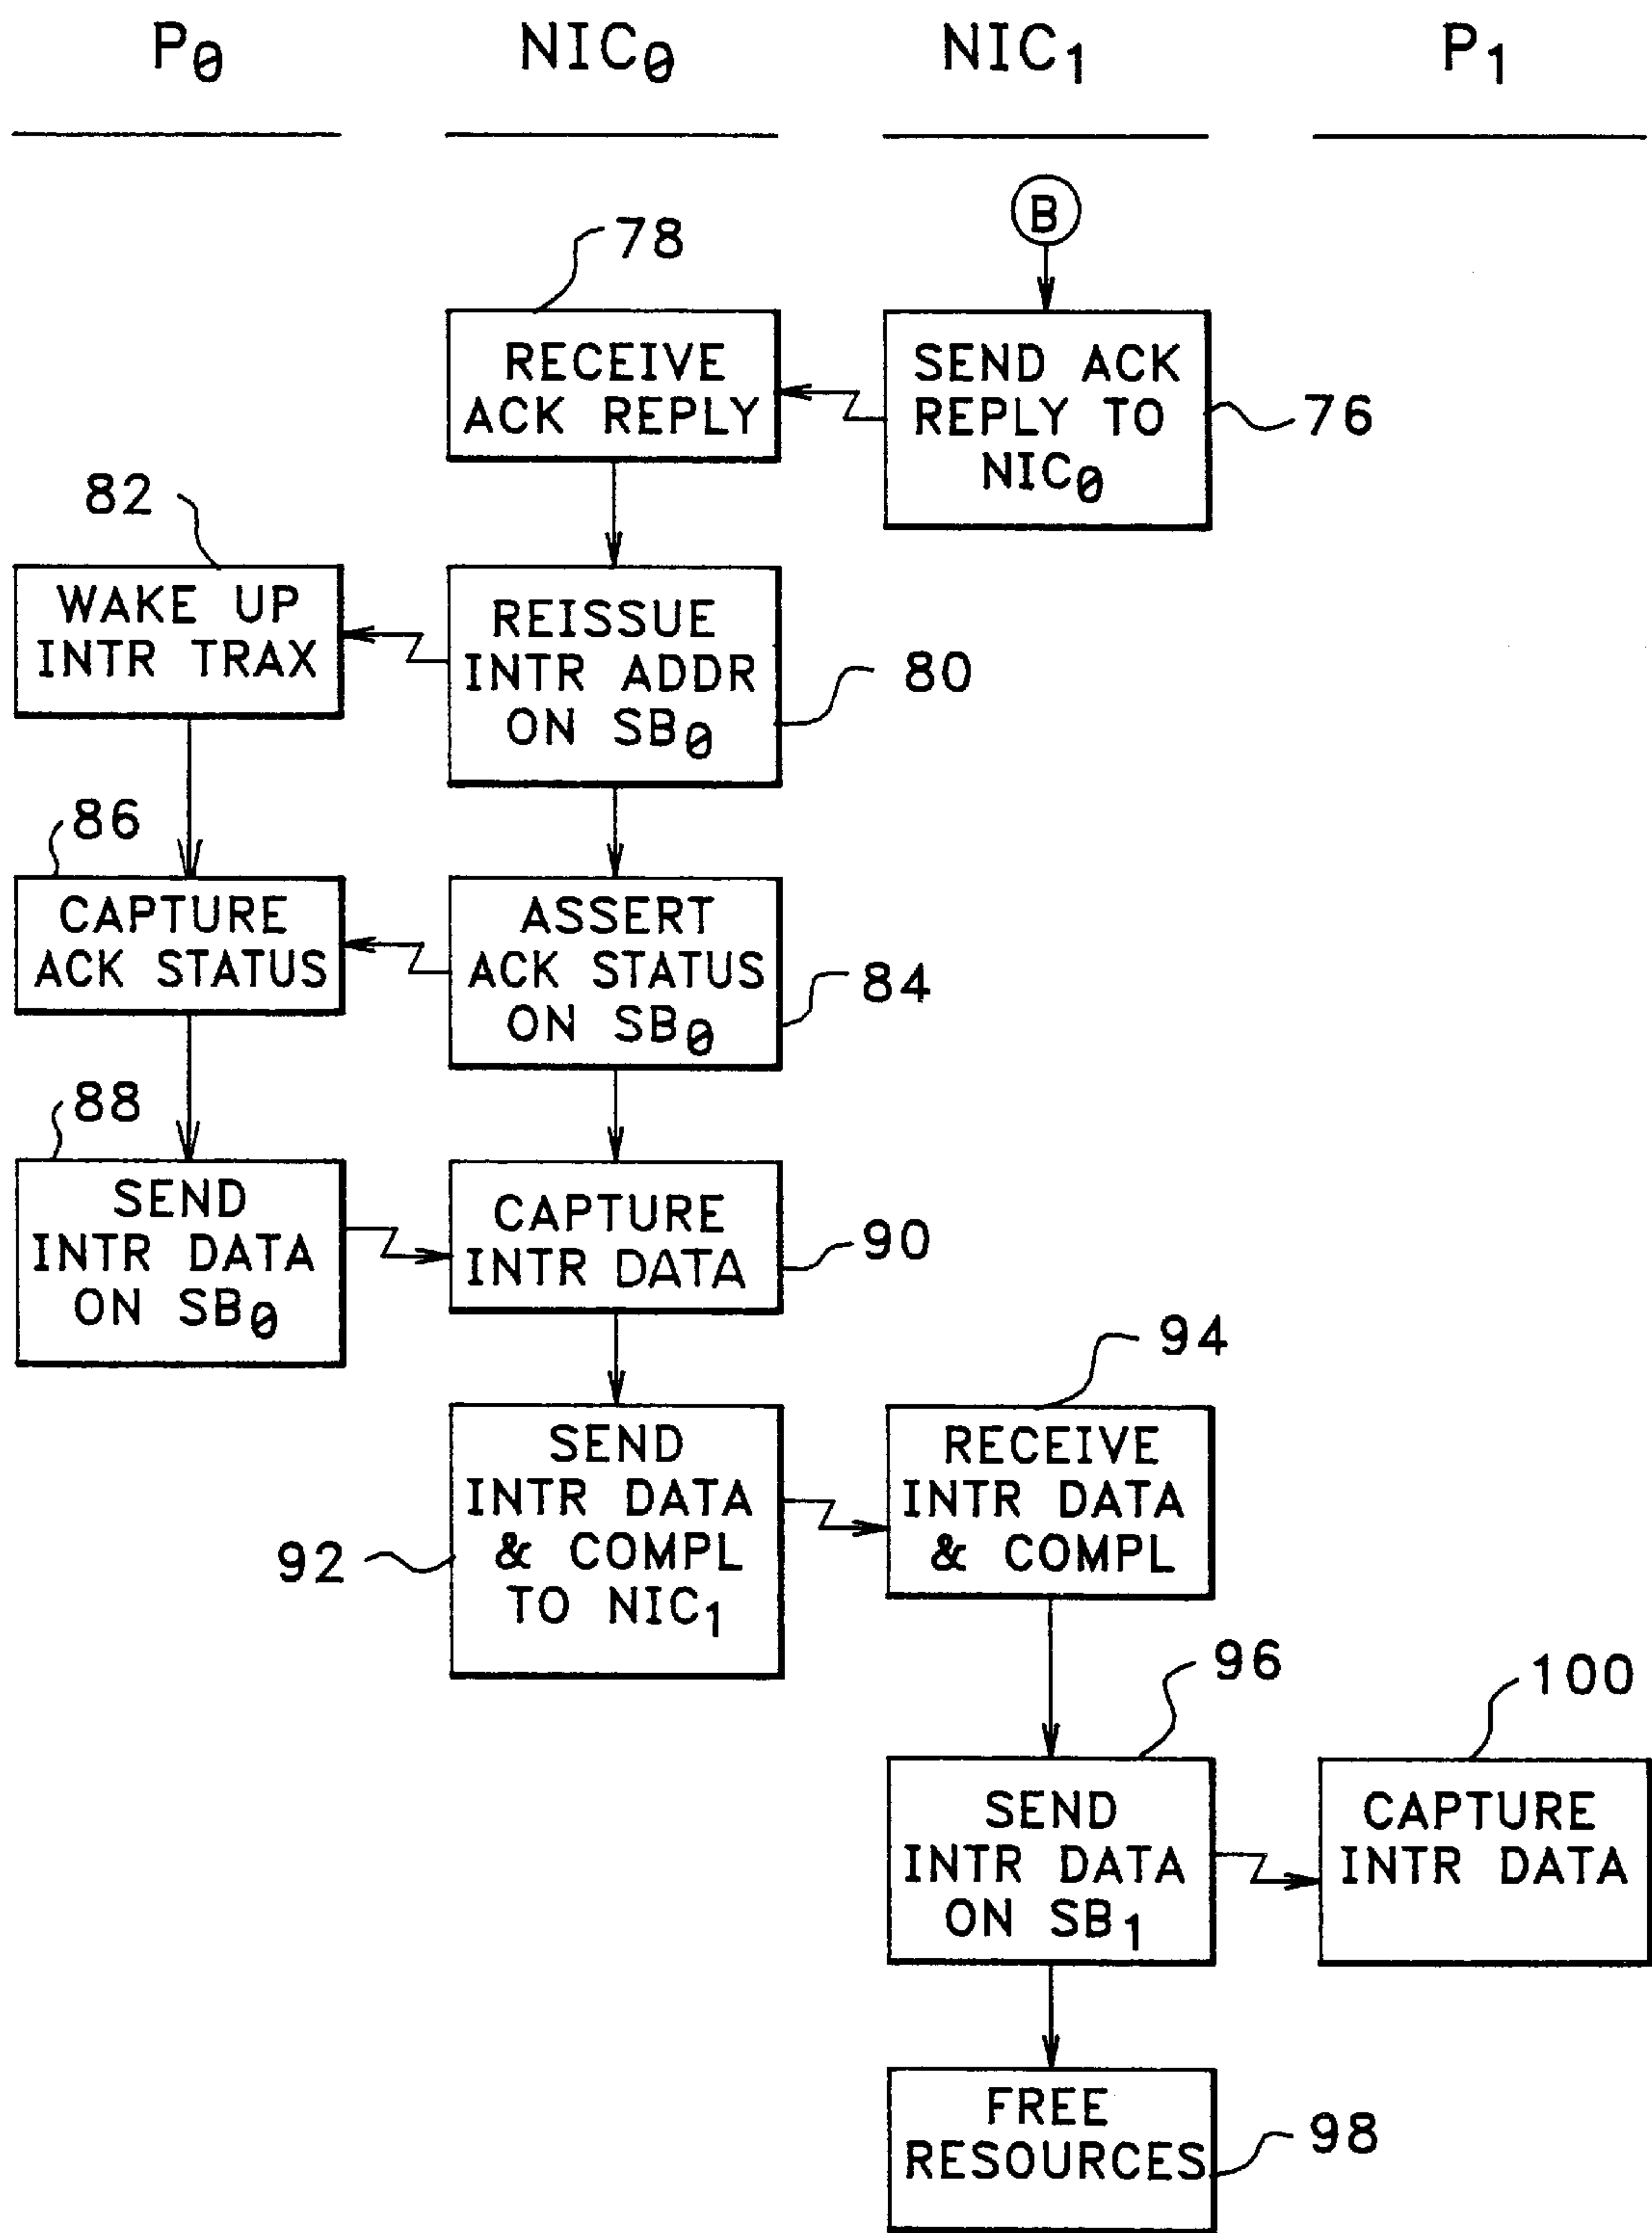 P0 NIC0 NIC1 P1
B
78
RECEIVE
ACK REPLY
SEND ACK
REPLY TO
NIC0
76
82
WAKE UP
INTR TRAX
REISSUE
INTR ADDR
ON SB0
80
86
CAPTURE
ACK STATUS
ASSERT
ACK STATUS
ON SB0
84
88
SEND
INTR DATA
ON SB0
CAPTURE
INTR DATA
90
SEND
INTR DATA
& COMPL
TO NIC1
92
94
RECEIVE
INTR DATA
& COMPL
96
SEND
INTR DATA
ON SB1
100
CAPTURE
INTR DATA
FREE
RESOURCES
98